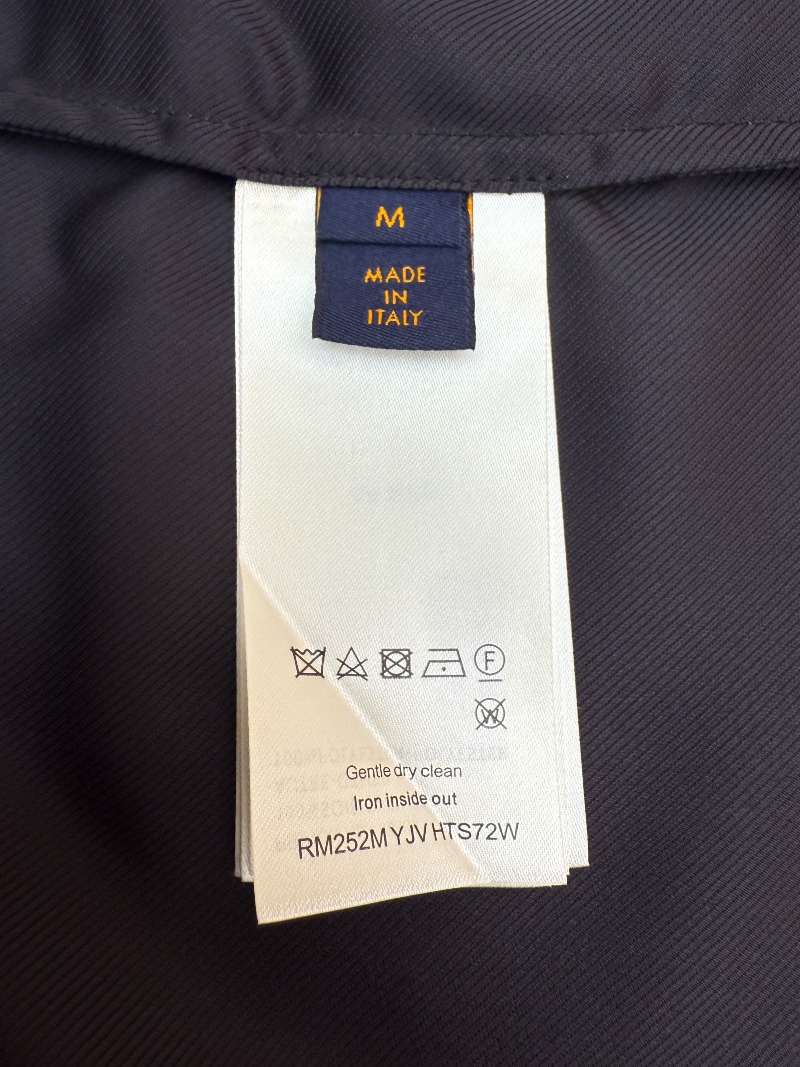 M
MADE
IN
ITALY
F
W
Gentle dry clean
Iron inside out
RM252M YJV HTS72W